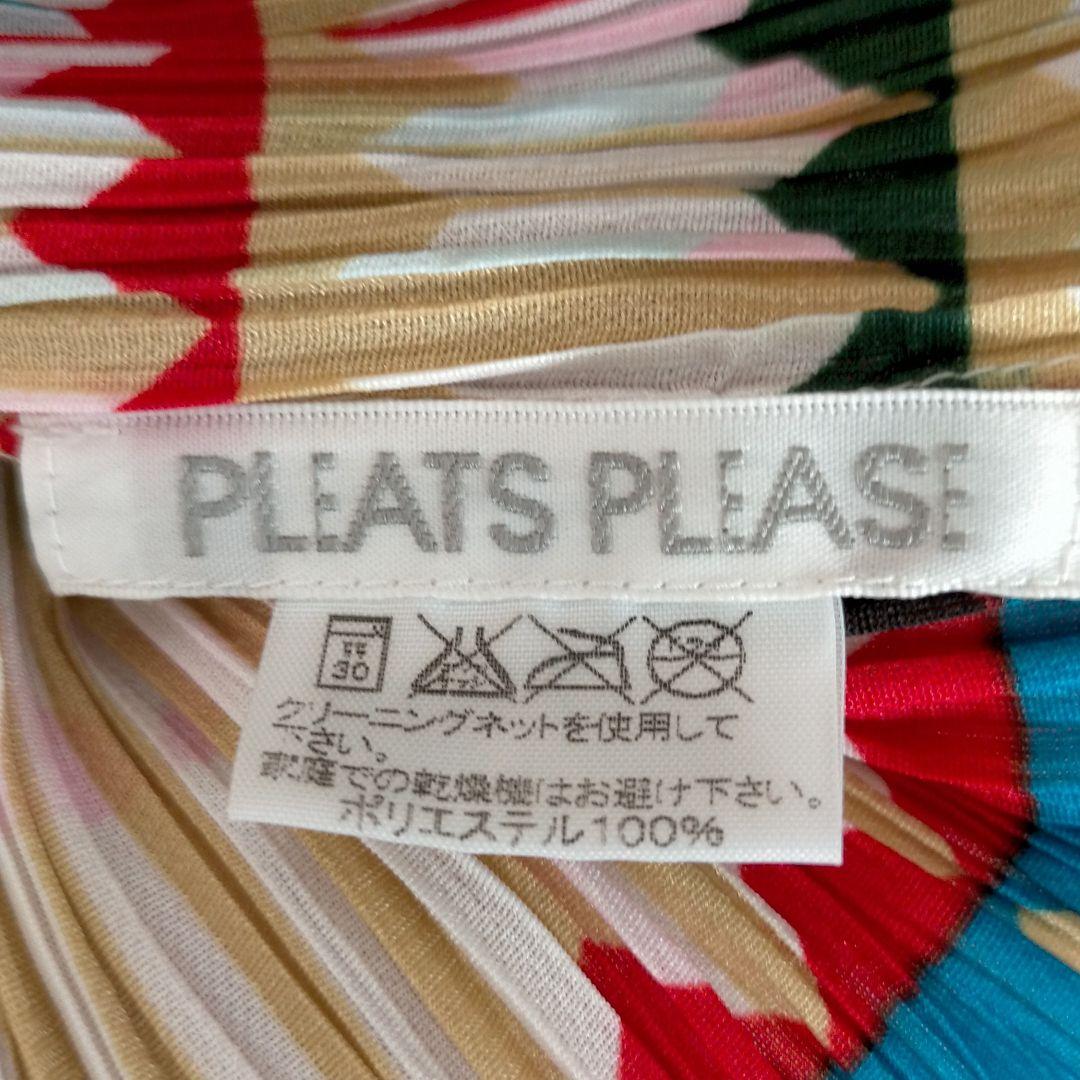 PLEATS PLEASE
30
クリーニングネットを使用して
下さい。
家庭での乾燥機はお避け下さい。
ポリエステル100%